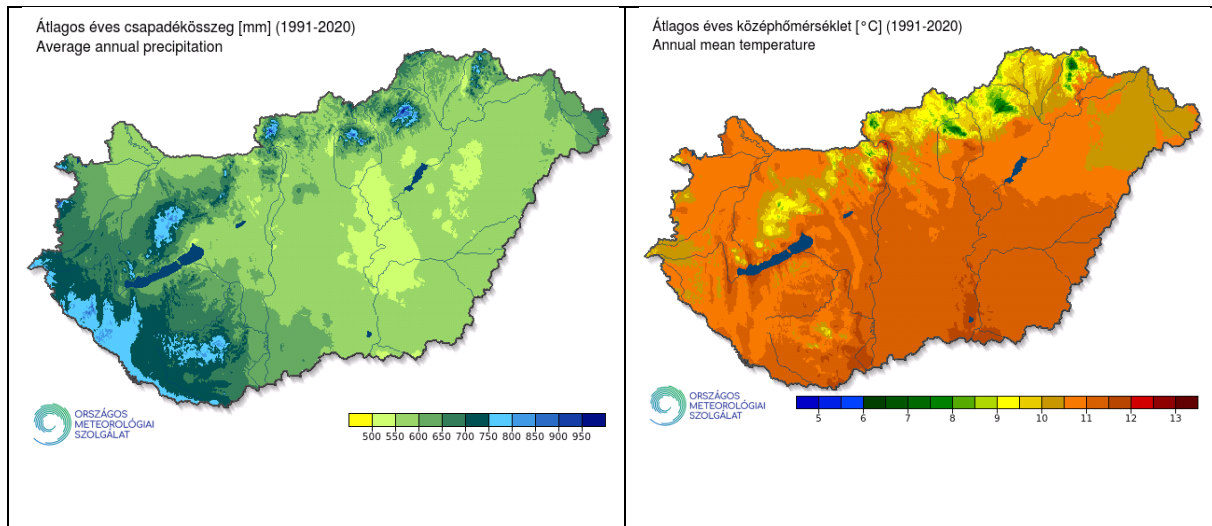 Átlagos éves csapadékösszeg [mm] (1991-2020)
Average annual precipitation
ORSZÁGOS
METEOROLÓGIAI
SZOLGÁLAT
500 550 600 650 700 750 800 850 900 950
Átlagos éves középhőmérséklet [°C] (1991-2020)
Annual mean temperature
ORSZÁGOS
METEOROLÓGIAI
SZOLGÁLAT
5 6 7 8 9 10 11 12 13